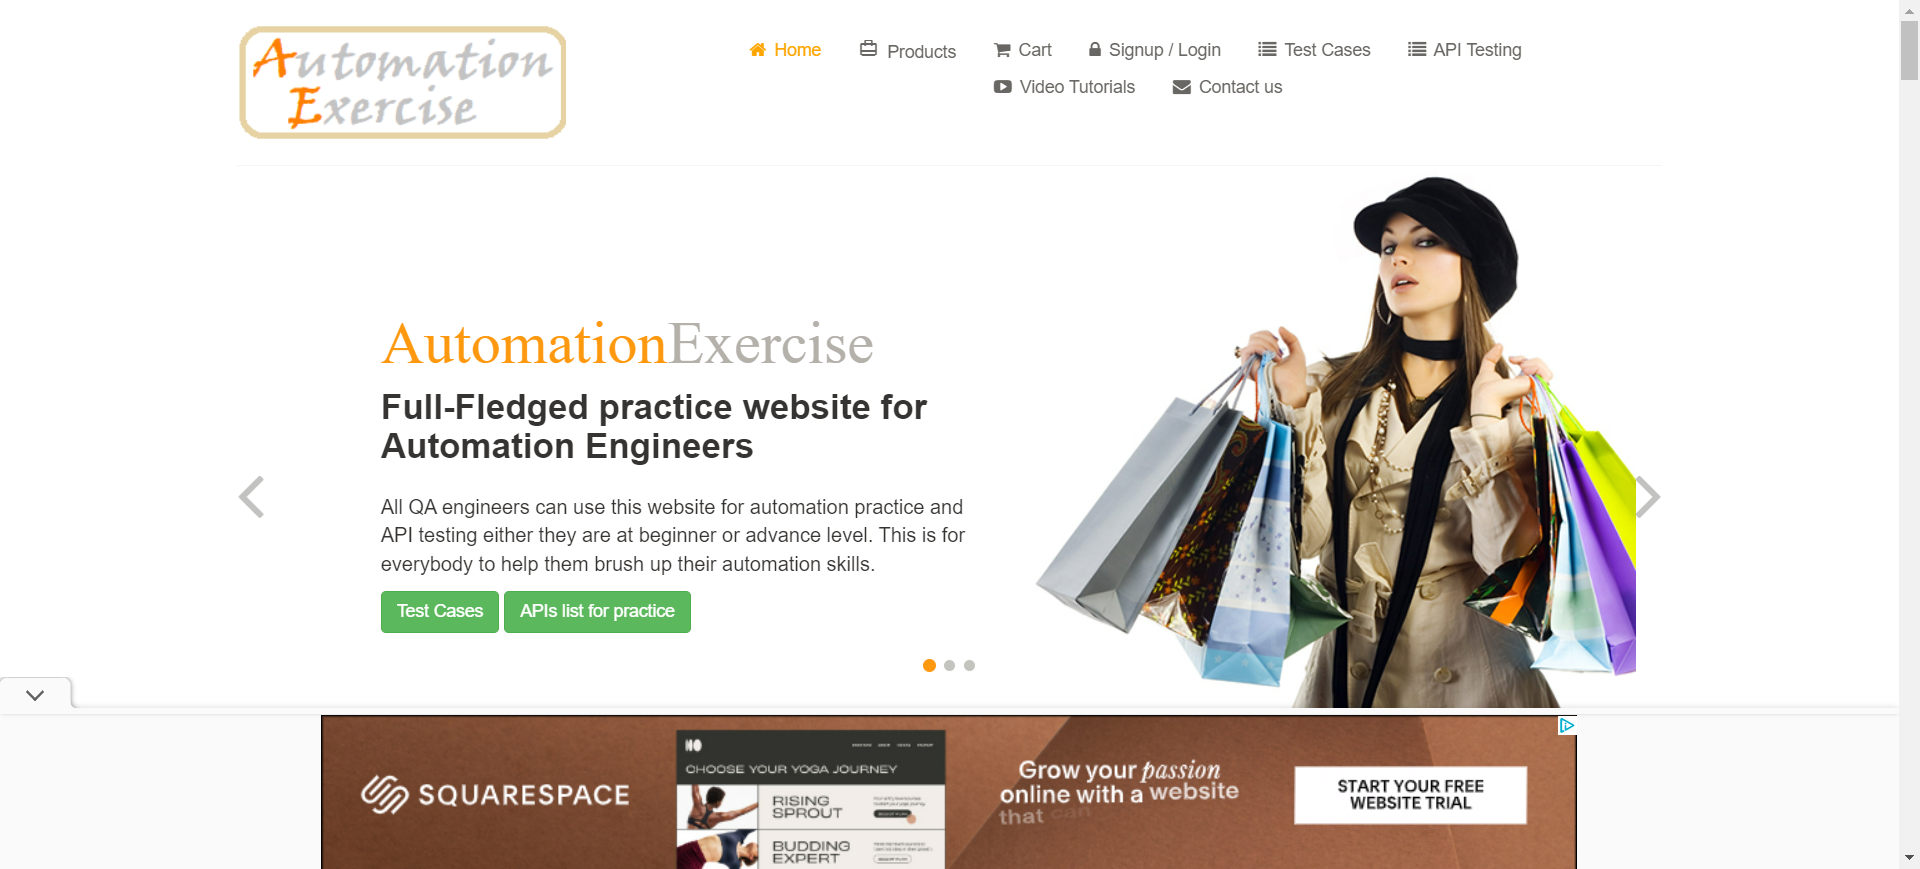 Automation
Exercise
Home
Products
Cart
Signup / Login
Test Cases
API Testing
Video Tutorials
Contact us
AutomationExercise
Full-Fledged practice website for
Automation Engineers
All QA engineers can use this website for automation practice and
API testing either they are at beginner or advance level. This is for
everybody to help them brush up their automation skills.
Test Cases
APIs list for practice
SQUARESPACE
CHOOSE YOUR YOGA JOURNEY
RISING
SPROUT
BUDDING
EXPERT
Grow your passion
online with a website
that can
START YOUR FREE
WEBSITE TRIAL